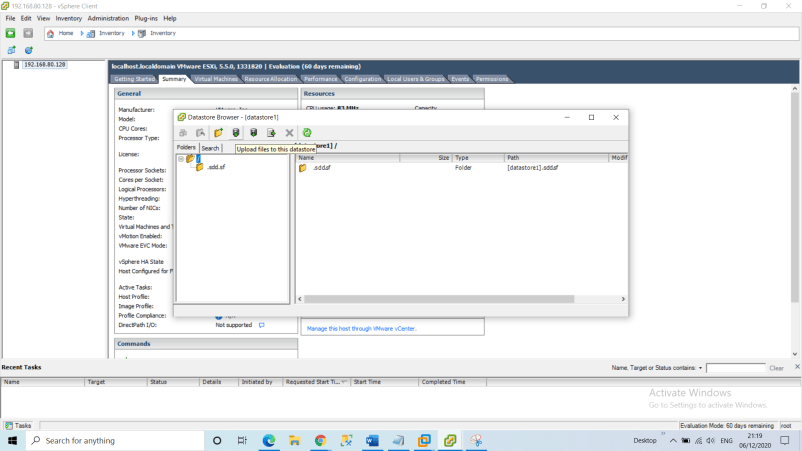 192.168.80.128 - vSphere Client
File Edit View Inventory Administration Plug-ins Help
Home Inventory Inventory
192.168.80.128
localhost.localdomain VMware ESXi, 5.5.0, 1331820 | Evaluation (60 days remaining)
Getting Started Summary Virtual Machines Resource Allocation Performance Configuration Local Users & Groups Events Permissions
General
Resources
Manufacturer:
Model:
CPU Cores:
Processor Type:
License:
Processor Sockets:
Cores per Socket:
Logical Processors:
Hyperthreading:
Number of NICs:
State:
Virtual Machines and T
vMotion Enabled:
VMware EVC Mode:
vSphere HA State
Host Configured for F
Active Tasks:
Host Profile:
Image Profile:
Profile Compliance:
DirectPath I/O: Not supported
Commands
CPU usage: 83 MHz Capacity
Datastore Browser - [datastore1]
Folders Search
Upload files to this datastore
/
.sdd.sf
Name Size Type Path Modif
.sdd.sf Folder [datastore1] .sdd.sf
Manage this host through VMware vCenter.
Recent Tasks
Name, Target or Status contains: Clear
Name Target Status Details Initiated by Requested Start Ti... Start Time Completed Time
Activate Windows
Go to Settings to activate Windows.
Tasks
Evaluation Mode: 60 days remaining root
Search for anything
Desktop ENG
21:19
06/12/2020